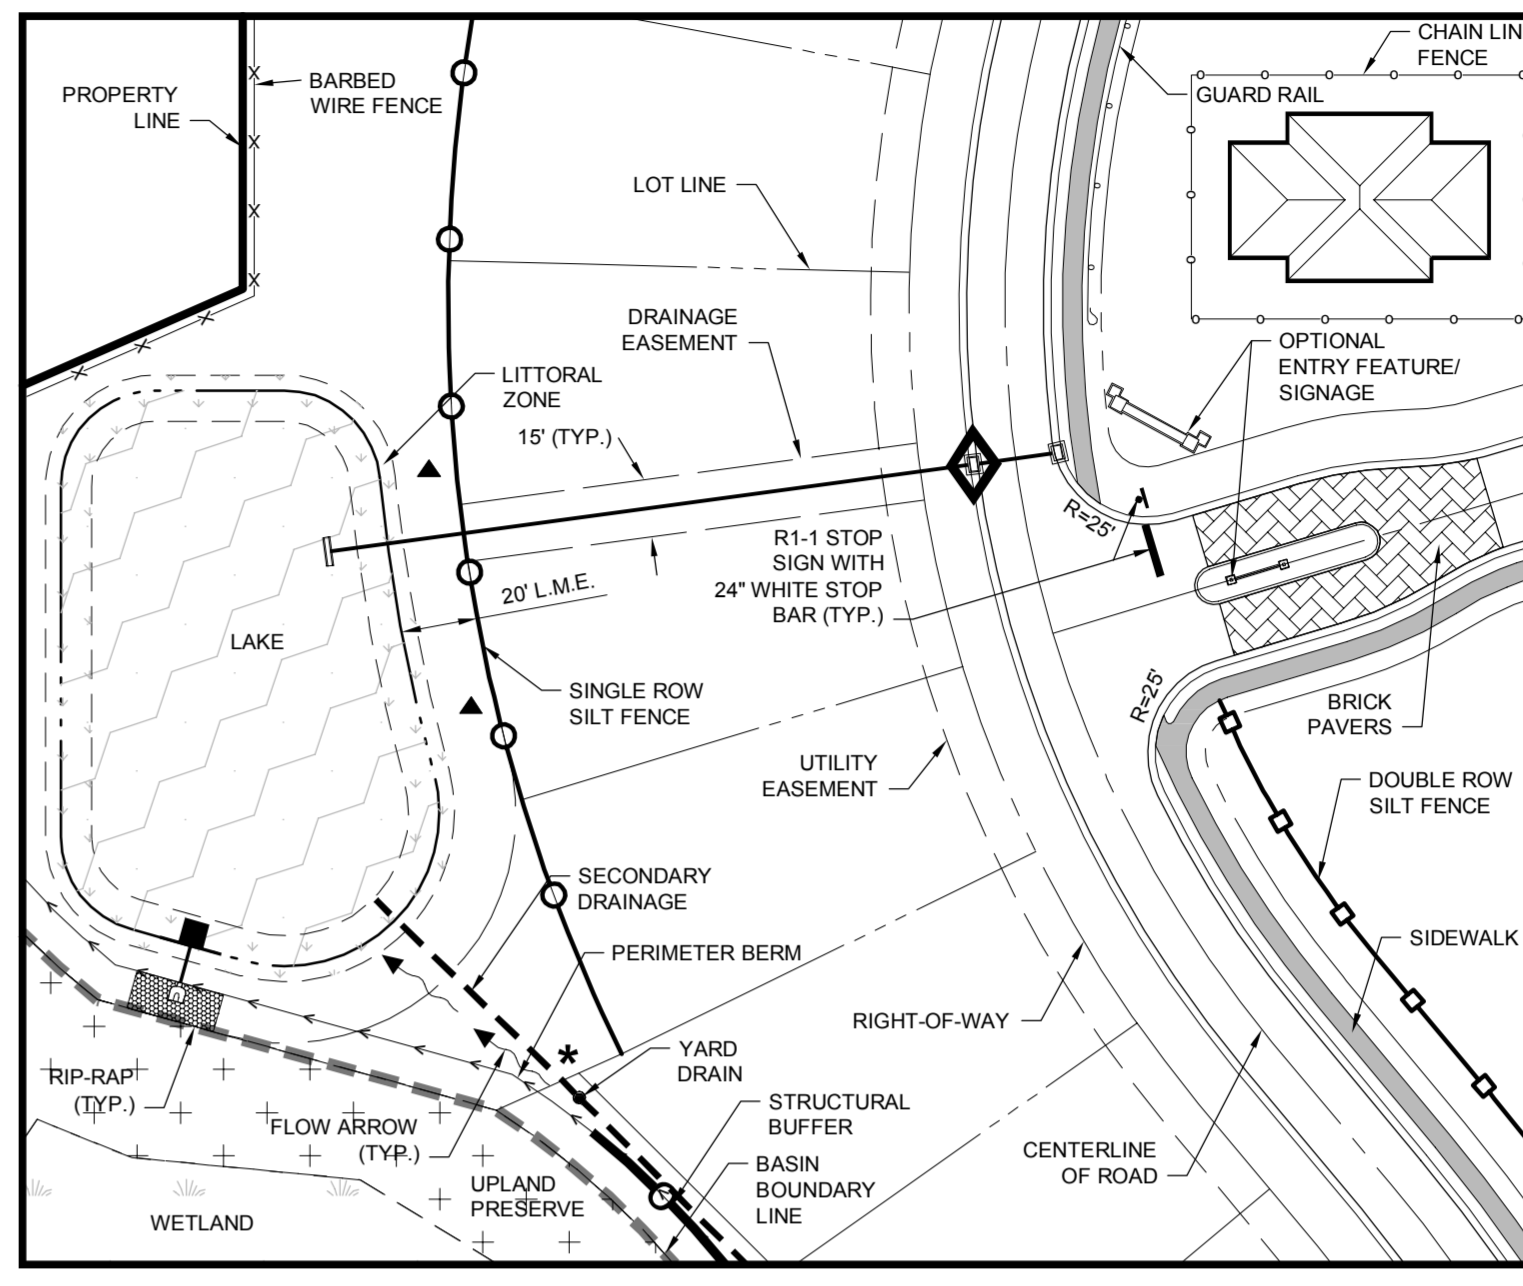 CHAIN LIN
FENCE
BARBED
WIRE FENCE
PROPERTY
LINE
GUARD RAIL
LOT LINE
DRAINAGE
EASEMENT
OPTIONAL
ENTRY FEATURE/
SIGNAGE
LITTORAL
ZONE
15' (TYP.)
R=25'
R1-1 STOP
SIGN WITH
24" WHITE STOP
BAR (TYP.)
20' L.M.E.
LAKE
SINGLE ROW
SILT FENCE
R=25'
BRICK
PAVERS
UTILITY
EASEMENT
DOUBLE ROW
SILT FENCE
SECONDARY
DRAINAGE
SIDEWALK
PERIMETER BERM
RIGHT-OF-WAY
YARD
DRAIN
RIP-RAP
(TYP.)
STRUCTURAL
BUFFER
FLOW ARROW
(TYP.)
CENTERLINE
OF ROAD
BASIN
BOUNDARY
LINE
UPLAND
PRESERVE
WETLAND